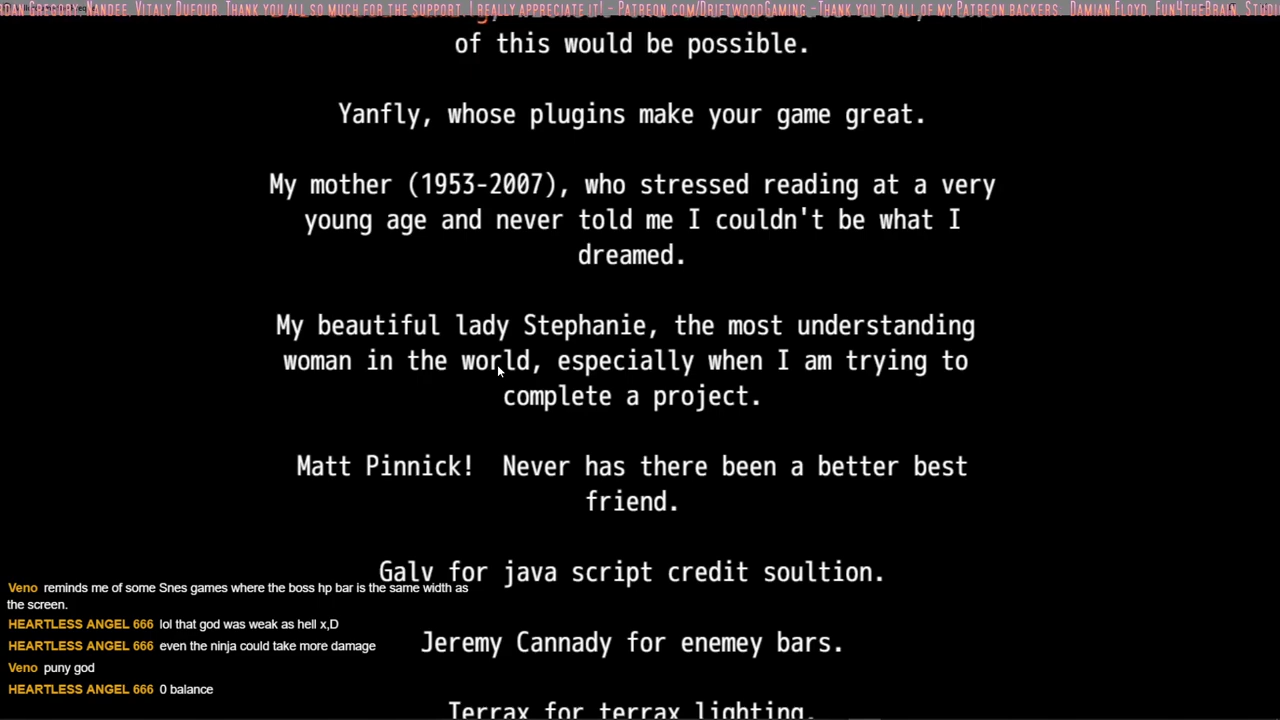 RDAN GREGORY, NANDEE, VITALY DUFOUR. THANK YOU ALL SO MUCH FOR THE SUPPORT, I REALLY APPRECIATE IT! - PATREON.COM/DRIFTWOODGAMING -THANK YOU TO ALL OF MY PATREON BACKERS: DAMIAN FLOYD, FUN4THEBRAIN, STUDI
of this would be possible.
Yanfly, whose plugins make your game great.
My mother (1953-2007), who stressed reading at a very
young age and never told me I couldn't be what I
dreamed.
My beautiful lady Stephanie, the most understanding
woman in the world, especially when I am trying to
complete a project.
Matt Pinnick!  Never has there been a better best
friend.
Galv for java script credit soultion.
Jeremy Cannady for enemey bars.
Terrax for terrax lighting.
Veno reminds me of some Snes games where the boss hp bar is the same width as
the screen.
HEARTLESS ANGEL 666 lol that god was weak as hell x,D
HEARTLESS ANGEL 666 even the ninja could take more damage
Veno puny god
HEARTLESS ANGEL 666 0 balance